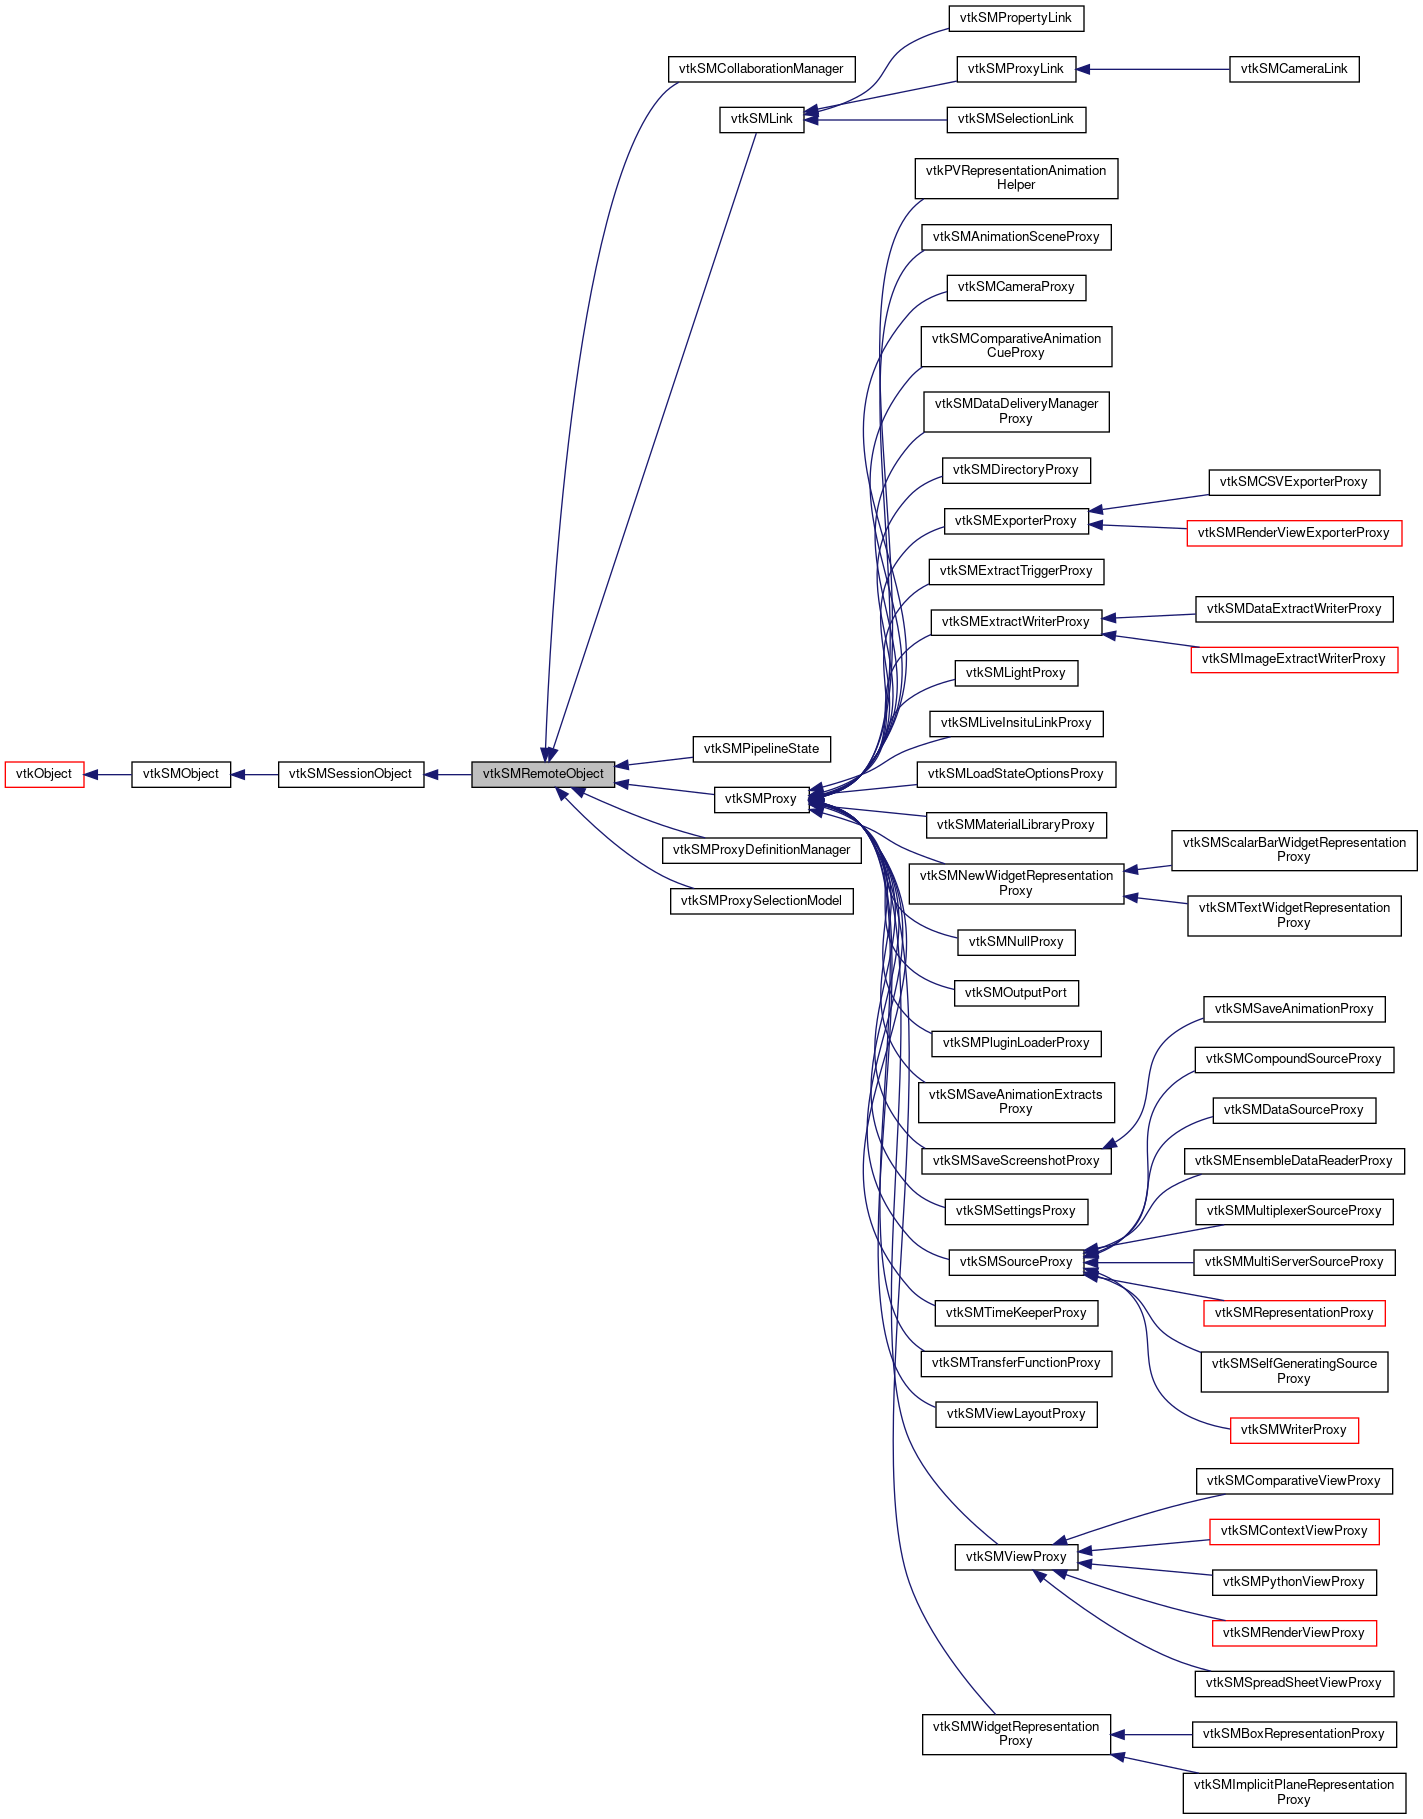 vtkSMPropertyLink
vtkSMCollaborationManager
vtkSMProxyLink
vtkSMCameraLink
vtkSMLink
vtkSMSelectionLink
vtkPVRepresentationAnimation
Helper
vtkSMAnimationSceneProxy
vtkSMCameraProxy
vtkSMComparativeAnimation
CueProxy
vtkSMDataDeliveryManager
Proxy
vtkSMDirectoryProxy
vtkSMCSVExporterProxy
vtkSMExporterProxy
vtkSMRenderViewExporterProxy
vtkSMExtractTriggerProxy
vtkSMDataExtractWriterProxy
vtkSMExtractWriterProxy
vtkSMImageExtractWriterProxy
vtkSMLightProxy
vtkSMLiveInsituLinkProxy
vtkSMPipelineState
vtkObject
vtkSMObject
vtkSMSessionObject
vtkSMRemoteObject
vtkSMLoadStateOptionsProxy
vtkSMProxy
vtkSMMaterialLibraryProxy
vtkSMProxyDefinitionManager
vtkSMScalarBarWidgetRepresentation
Proxy
vtkSMNewWidgetRepresentation
Proxy
vtkSMProxySelectionModel
vtkSMTextWidgetRepresentation
Proxy
vtkSMNullProxy
vtkSMOutputPort
vtkSMSaveAnimationProxy
vtkSMPluginLoaderProxy
vtkSMCompoundSourceProxy
vtkSMSaveAnimationExtracts
Proxy
vtkSMDataSourceProxy
vtkSMSaveScreenshotProxy
vtkSMEnsembleDataReaderProxy
vtkSMSettingsProxy
vtkSMMultiplexerSourceProxy
vtkSMSourceProxy
vtkSMMultiServerSourceProxy
vtkSMTimeKeeperProxy
vtkSMRepresentationProxy
vtkSMTransferFunctionProxy
vtkSMSelfGeneratingSource
Proxy
vtkSMViewLayoutProxy
vtkSMWriterProxy
vtkSMComparativeViewProxy
vtkSMContextViewProxy
vtkSMViewProxy
vtkSMPythonViewProxy
vtkSMRenderViewProxy
vtkSMSpreadSheetViewProxy
vtkSMWidgetRepresentation
Proxy
vtkSMBoxRepresentationProxy
vtkSMImplicitPlaneRepresentation
Proxy